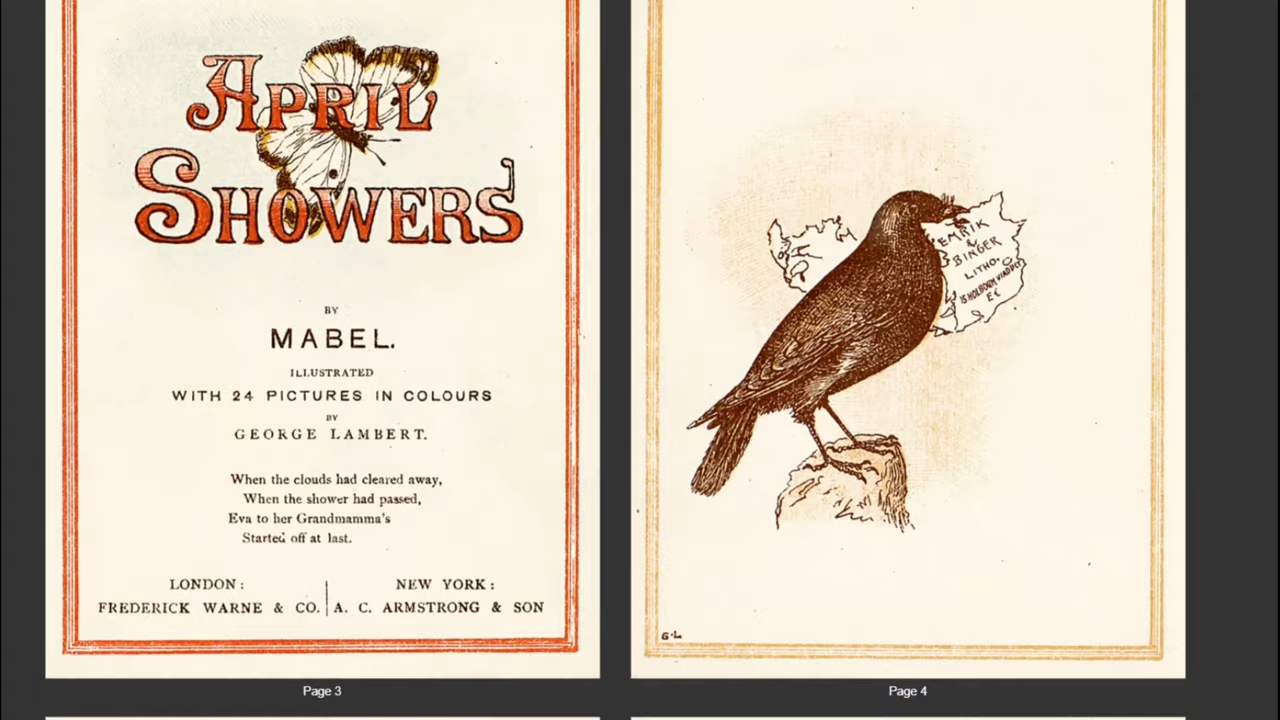 APRIL
SHOWERS
BY
MABEL.
ILLUSTRATED
WITH 24 PICTURES IN COLOURS
BY
GEORGE LAMBERT.
When the clouds had cleared away,
When the shower had passed,
Eva to her Grandmamma's
Started off at last.
LONDON:
FREDERICK WARNE & CO.
NEW YORK:
A. C. ARMSTRONG & SON
Page 3
EMRIK
&
BINGER
LITHO.
15 HOLBORN VIADUCT
EC
G·L
Page 4